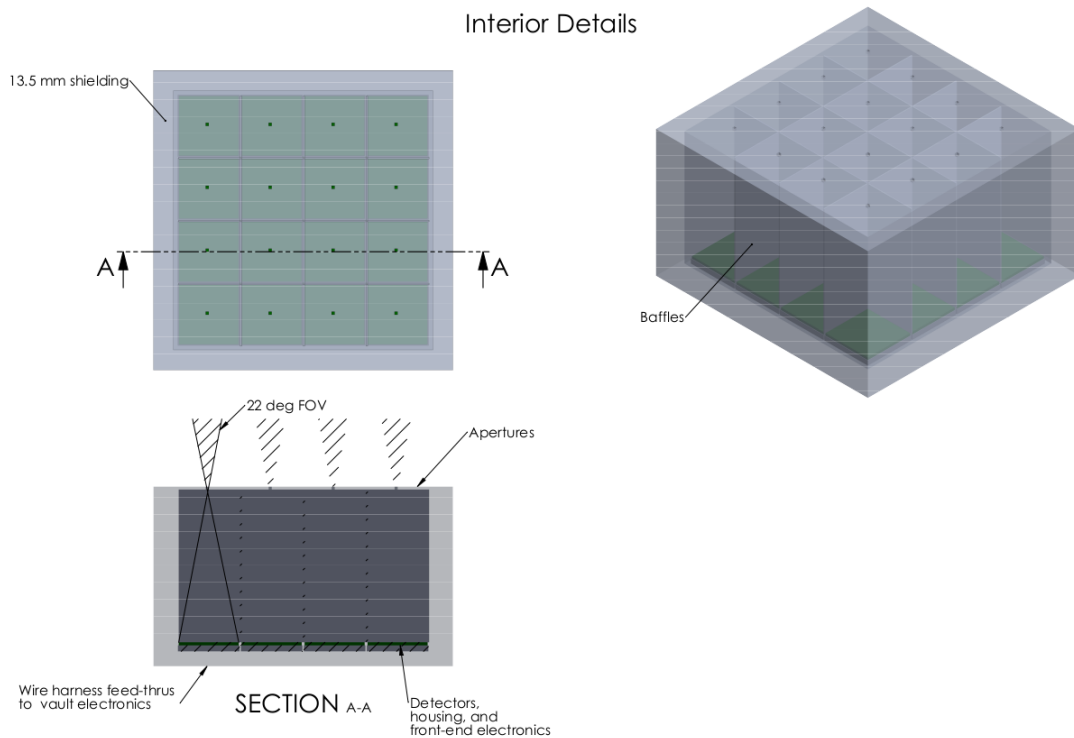 Interior Details
13.5 mm shielding
A
A
Baffles
22 deg FOV
Apertures
Wire harness feed-thrus
to vault electronics
SECTION A-A
Detectors,
housing, and
front-end electronics